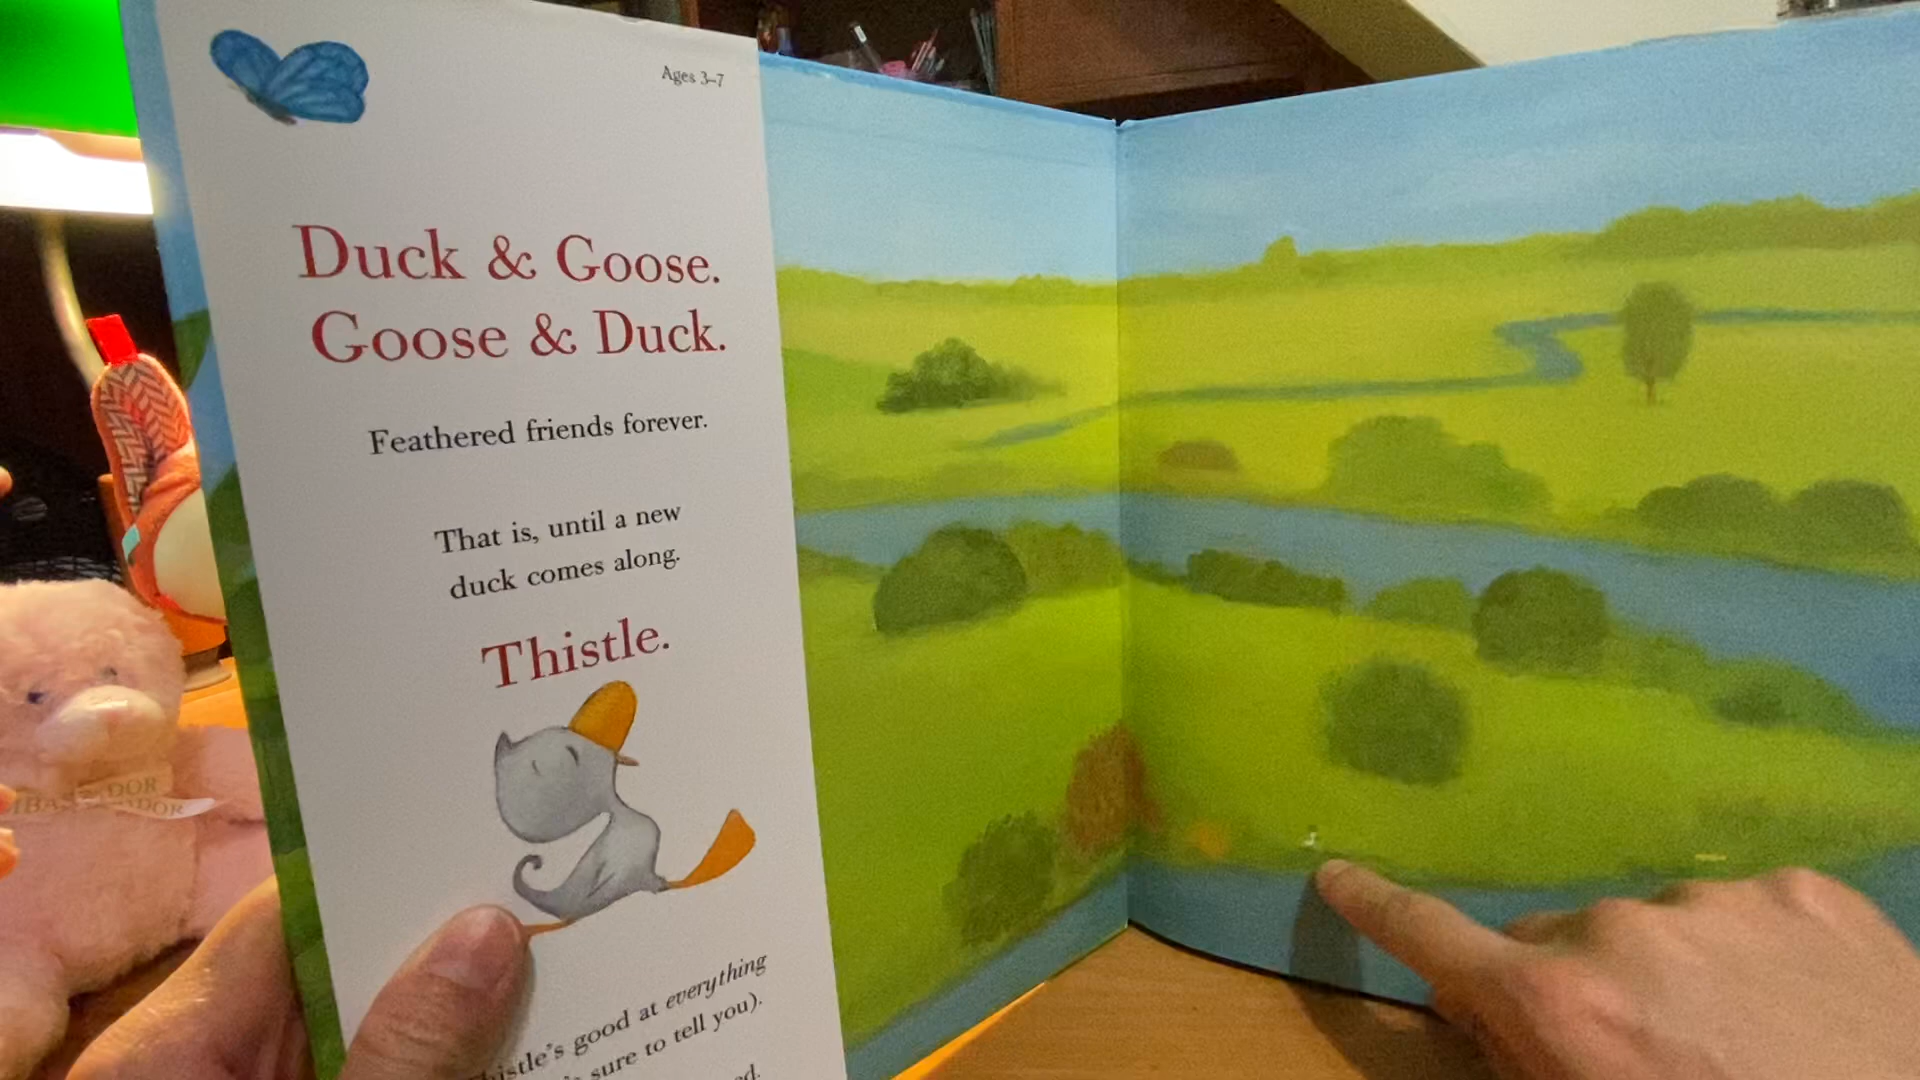 Ages 3–7
Duck & Goose.
Goose & Duck.
Feathered friends forever.
That is, until a new
duck comes along.
Thistle.
good at everything
sure to tell you).